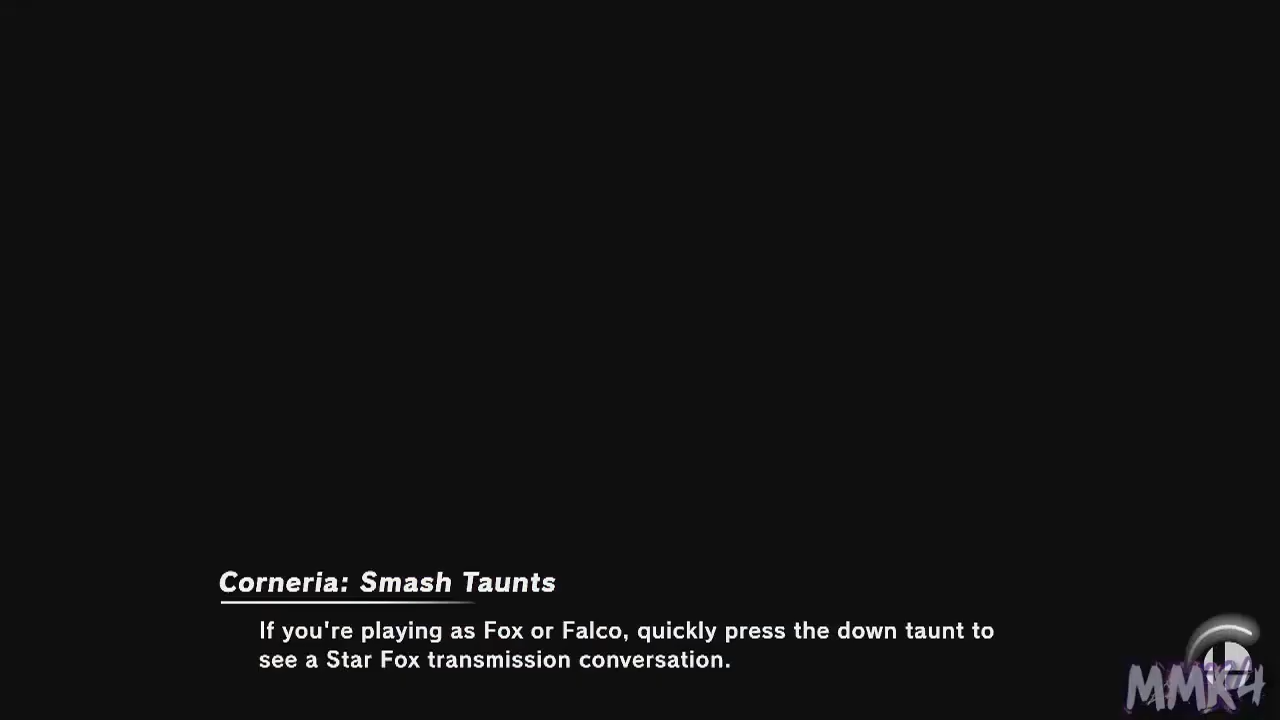 Corneria: Smash Taunts
If you're playing as Fox or Falco, quickly press the down taunt to
see a Star Fox transmission conversation.
MMK4